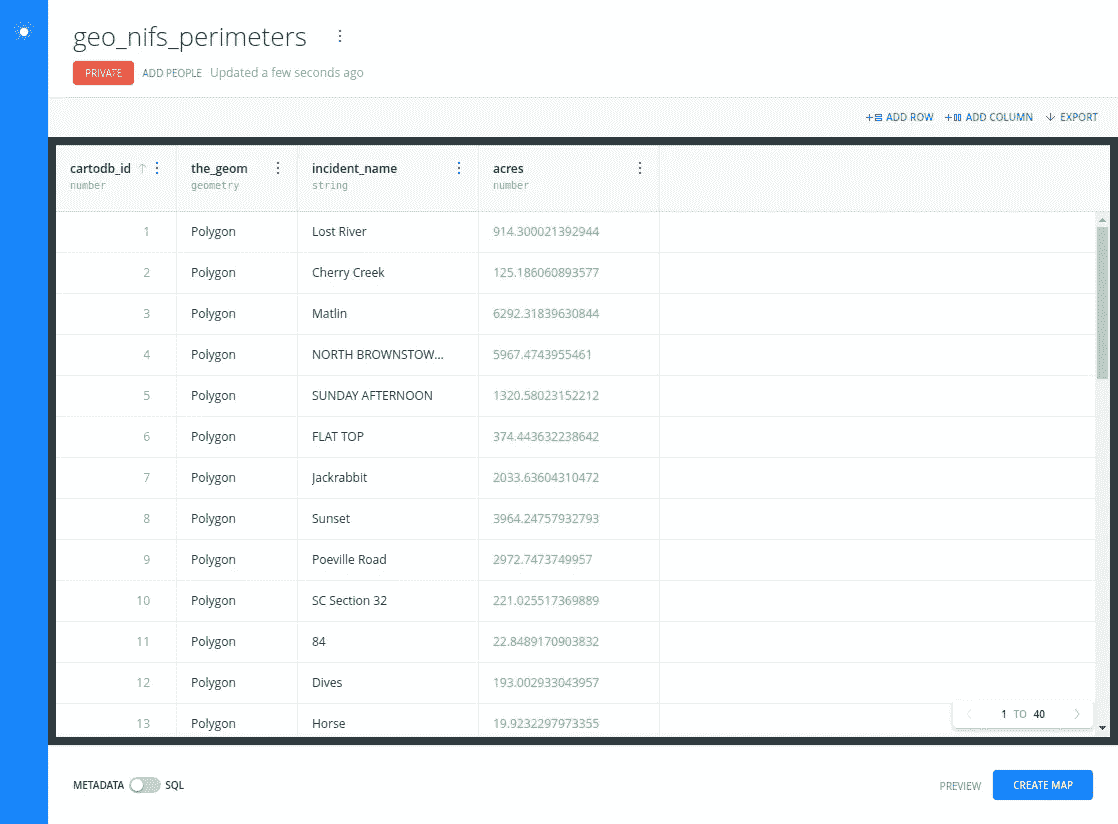 geo_nifs_perimeters
PRIVATE ADD PEOPLE Updated a few seconds ago
ADD ROW ADD COLUMN EXPORT
cartodb_id the_geom incident_name acres
number geometry string number
1 Polygon Lost River 914.300021392944
2 Polygon Cherry Creek 125.186060893577
3 Polygon Matlin 6292.31839630844
4 Polygon NORTH BROWNSTOW... 5967.4743955461
5 Polygon SUNDAY AFTERNOON 1320.58023152212
6 Polygon FLAT TOP 374.443632238642
7 Polygon Jackrabbit 2033.63604310472
8 Polygon Sunset 3964.24757932793
9 Polygon Poeville Road 2972.7473749957
10 Polygon SC Section 32 221.025517369889
11 Polygon 84 22.8489170903832
12 Polygon Dives 193.002933043957
13 Polygon Horse 19.9232297973355
1 TO 40
METADATA SQL PREVIEW CREATE MAP